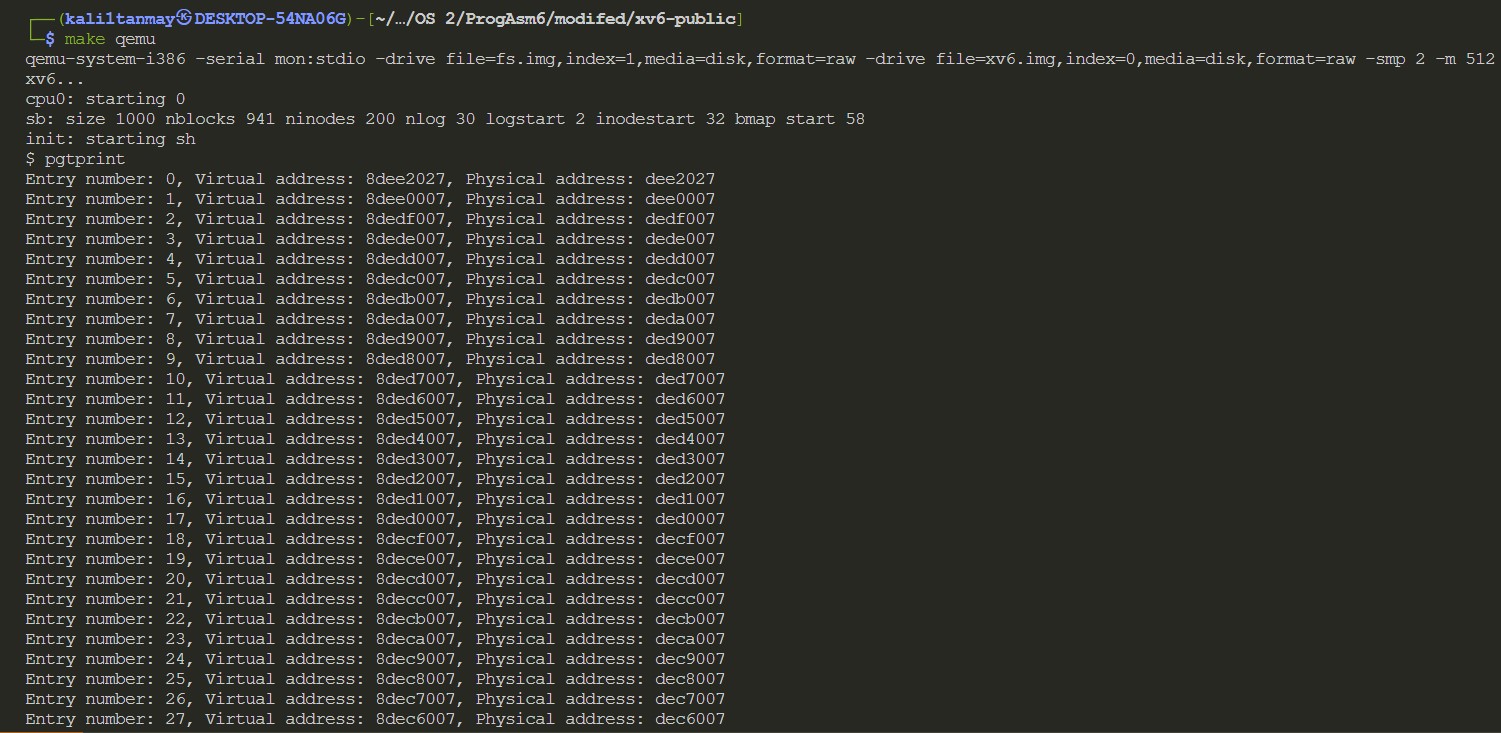 ┌──(kali1tanmay㉿DESKTOP-54NA06G)-[~/…/OS 2/ProgAsm6/modifed/xv6-public]
└─$ make qemu
qemu-system-i386 -serial mon:stdio -drive file=fs.img,index=1,media=disk,format=raw -drive file=xv6.img,index=0,media=disk,format=raw -smp 2 -m 512
xv6...
cpu0: starting 0
sb: size 1000 nblocks 941 ninodes 200 nlog 30 logstart 2 inodestart 32 bmap start 58
init: starting sh
$ pgtprint
Entry number: 0, Virtual address: 8dee2027, Physical address: dee2027
Entry number: 1, Virtual address: 8dee0007, Physical address: dee0007
Entry number: 2, Virtual address: 8dedf007, Physical address: dedf007
Entry number: 3, Virtual address: 8dede007, Physical address: dede007
Entry number: 4, Virtual address: 8dedd007, Physical address: dedd007
Entry number: 5, Virtual address: 8dedc007, Physical address: dedc007
Entry number: 6, Virtual address: 8dedb007, Physical address: dedb007
Entry number: 7, Virtual address: 8deda007, Physical address: deda007
Entry number: 8, Virtual address: 8ded9007, Physical address: ded9007
Entry number: 9, Virtual address: 8ded8007, Physical address: ded8007
Entry number: 10, Virtual address: 8ded7007, Physical address: ded7007
Entry number: 11, Virtual address: 8ded6007, Physical address: ded6007
Entry number: 12, Virtual address: 8ded5007, Physical address: ded5007
Entry number: 13, Virtual address: 8ded4007, Physical address: ded4007
Entry number: 14, Virtual address: 8ded3007, Physical address: ded3007
Entry number: 15, Virtual address: 8ded2007, Physical address: ded2007
Entry number: 16, Virtual address: 8ded1007, Physical address: ded1007
Entry number: 17, Virtual address: 8ded0007, Physical address: ded0007
Entry number: 18, Virtual address: 8decf007, Physical address: decf007
Entry number: 19, Virtual address: 8dece007, Physical address: dece007
Entry number: 20, Virtual address: 8decd007, Physical address: decd007
Entry number: 21, Virtual address: 8decc007, Physical address: decc007
Entry number: 22, Virtual address: 8decb007, Physical address: decb007
Entry number: 23, Virtual address: 8deca007, Physical address: deca007
Entry number: 24, Virtual address: 8dec9007, Physical address: dec9007
Entry number: 25, Virtual address: 8dec8007, Physical address: dec8007
Entry number: 26, Virtual address: 8dec7007, Physical address: dec7007
Entry number: 27, Virtual address: 8dec6007, Physical address: dec6007